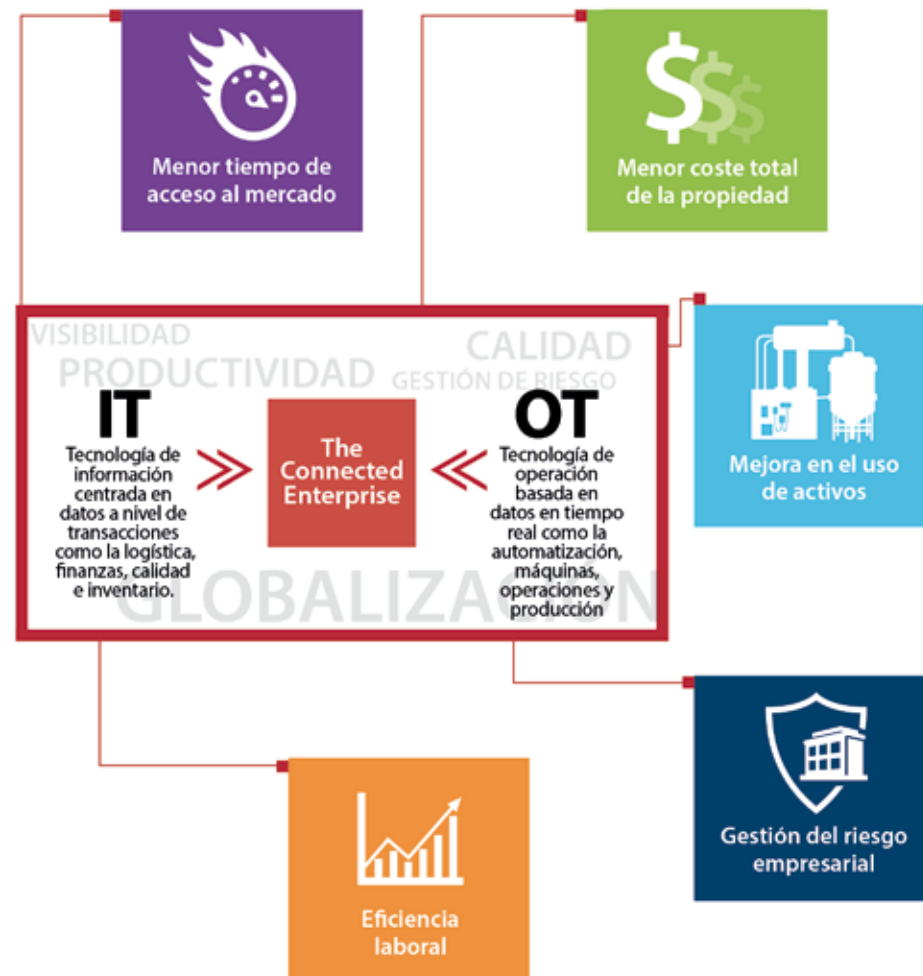 Menor tiempo de
acceso al mercado
Menor coste total
de la propiedad
VISIBILIDAD
PRODUCTIVIDAD
CALIDAD
GESTIÓN DE RIESGO
IT
Tecnología de
información
centrada en
datos a nivel de
transacciones
como la logística,
finanzas, calidad
e inventario.
The
Connected
Enterprise
OT
Tecnología de
operación
basada en
datos en tiempo
real como la
automatización,
máquinas,
operaciones y
producción
GLOBALIZACIÓN
Mejora en el uso
de activos
Gestión del riesgo
empresarial
Eficiencia
laboral